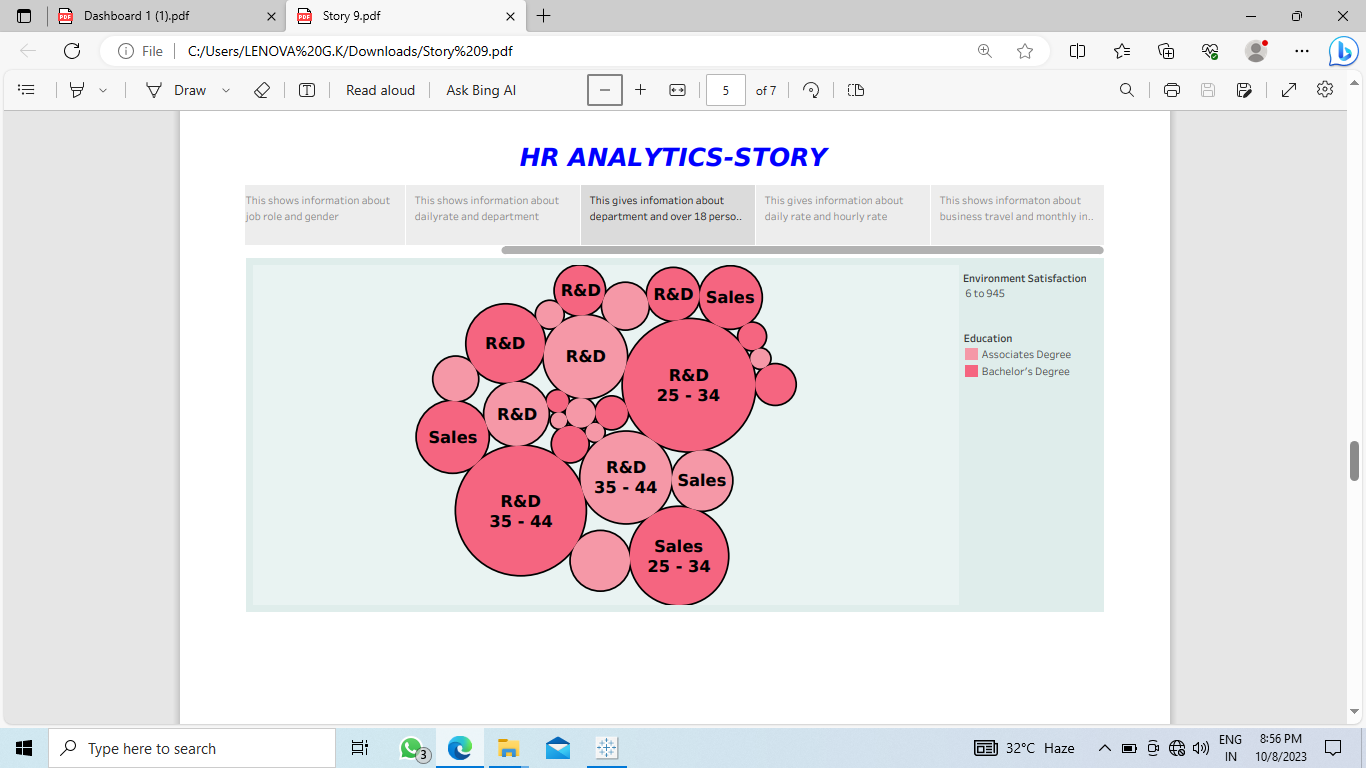 Dashboard 1 (1).pdf
Story 9.pdf
File
C:/Users/LENOVA%20G.K/Downloads/Story%209.pdf
Draw
Read aloud
Ask Bing AI
5
of 7
HR ANALYTICS-STORY
This shows information about
job role and gender
This shows information about
dailyrate and department
This gives infomation about
department and over 18 perso..
This gives information about
daily rate and hourly rate
This shows informaton about
business travel and monthly in..
R&D
R&D
Sales
R&D
R&D
R&D
25 - 34
R&D
Sales
R&D
35 - 44
Sales
R&D
35 - 44
Sales
25 - 34
Environment Satisfaction
6 to 945
Education
Associates Degree
Bachelor's Degree
Type here to search
3
32°C Haze
ENG
IN
8:56 PM
10/8/2023